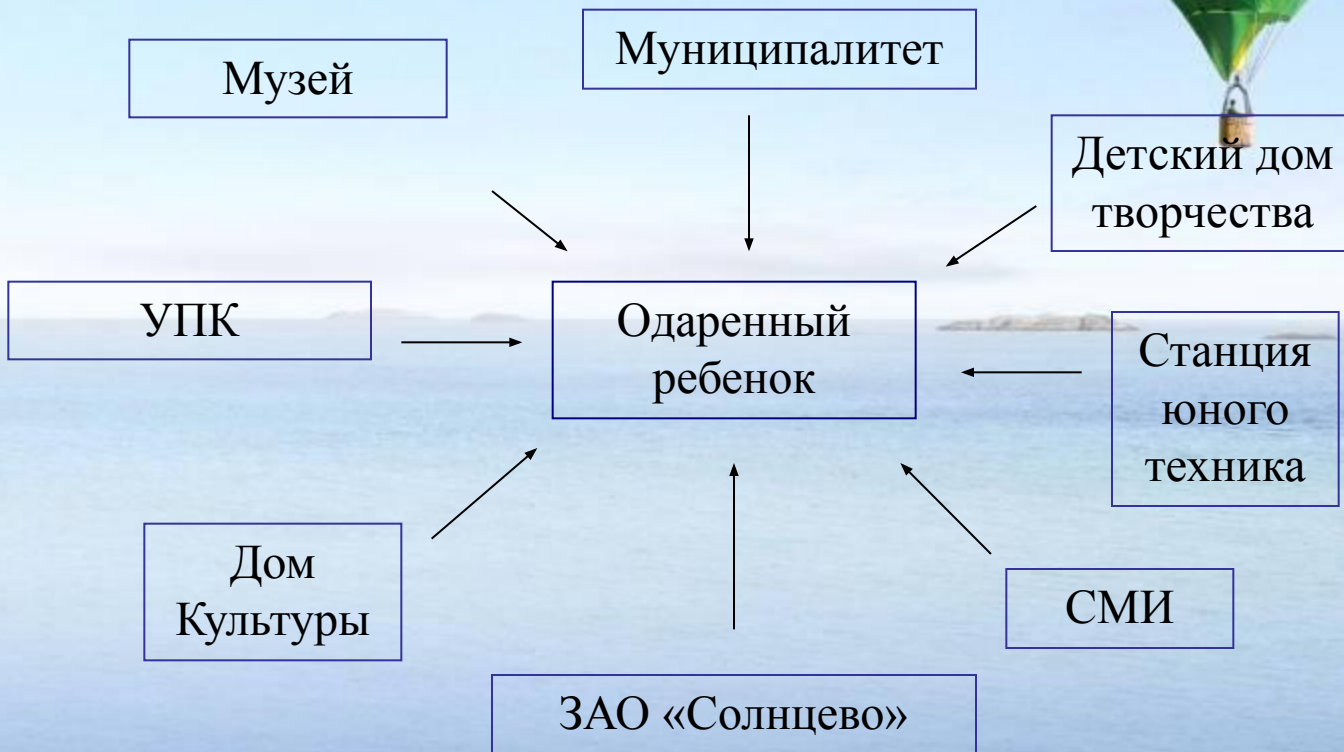 Музей
Муниципалитет
Детский дом
творчества
УПК
Одаренный
ребенок
Станция
юного
техника
Дом
Культуры
СМИ
ЗАО «Солнцево»